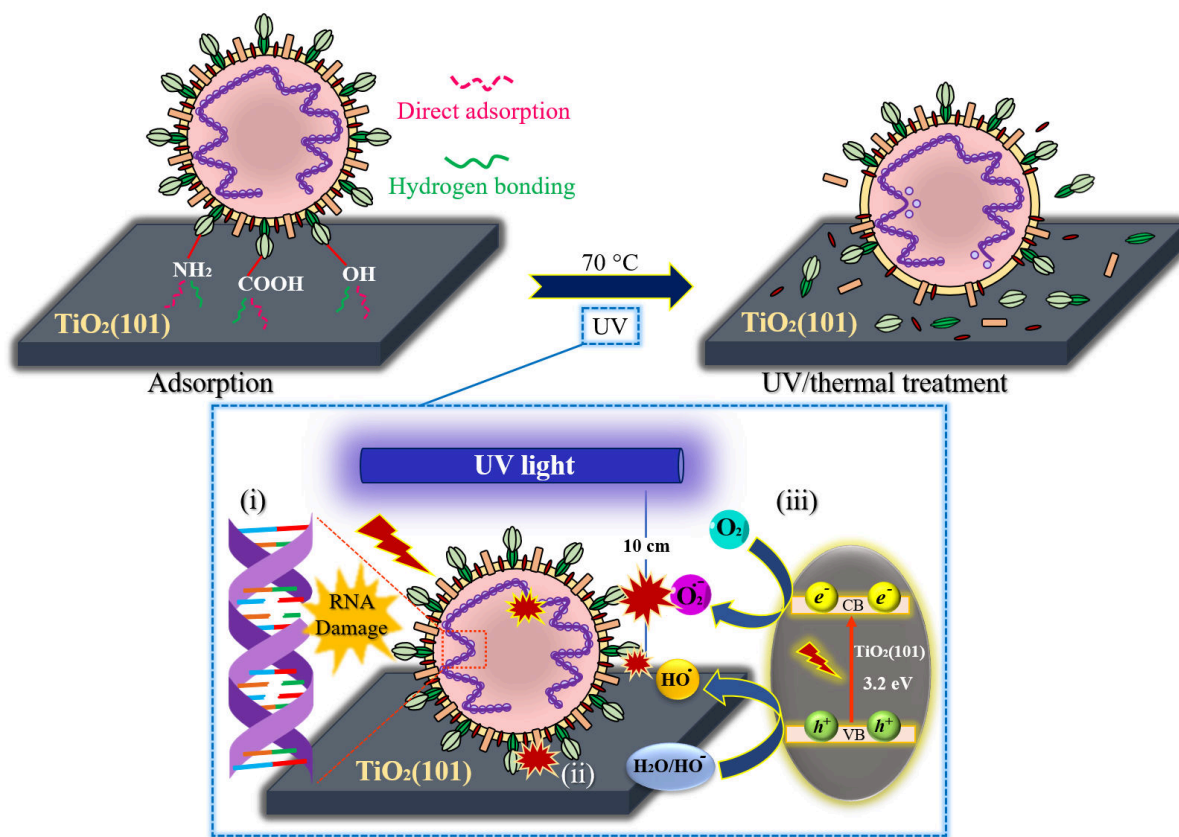 Direct adsorption
Hydrogen bonding
NH₂
COOH
OH
TiO₂(101)
Adsorption
70 °C
UV
TiO₂(101)
UV/thermal treatment
UV light
(i)
RNA
Damage
10 cm
(iii)
O₂
O₂•⁻
e⁻
e⁻
CB
TiO₂(101)
3.2 eV
HO•
h⁺
h⁺
VB
H₂O/HO⁻
TiO₂(101)
(ii)